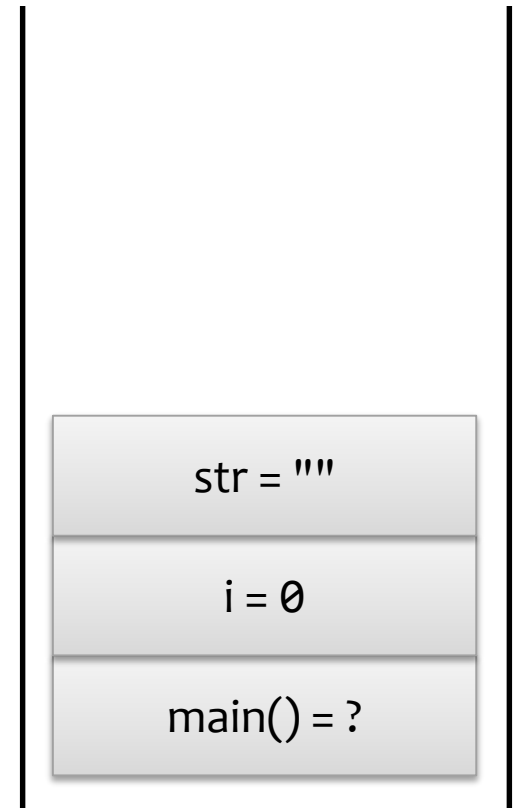 str = ""
i = 0
main() = ?